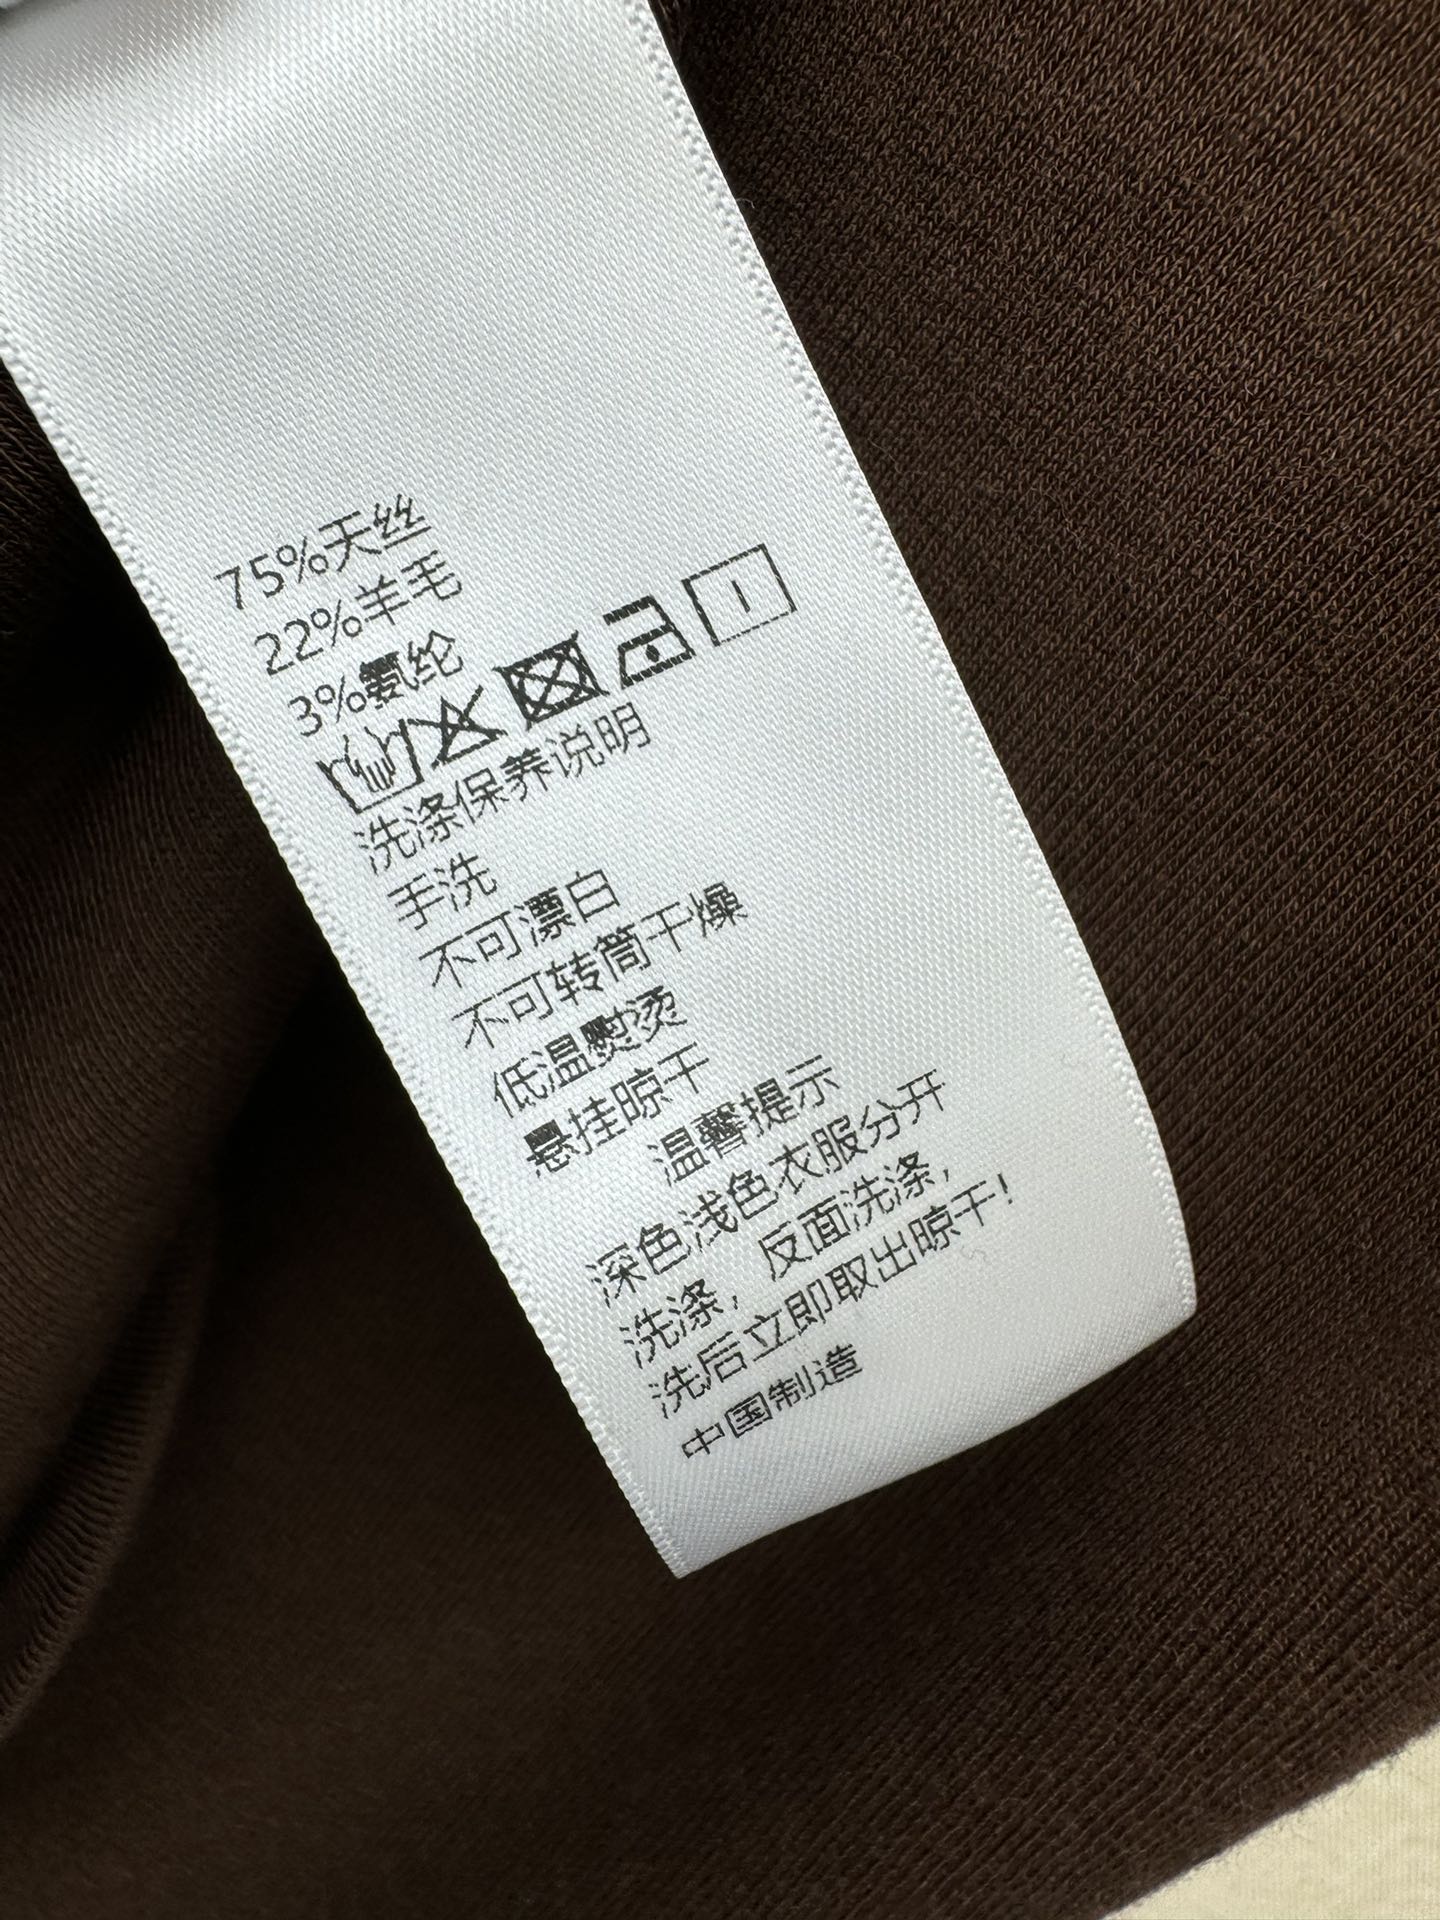 75%天丝
22%羊毛
3%氨纶
洗涤保养说明
手洗
不可漂白
不可转筒干燥
低温熨烫
悬挂晾干
温馨提示
深色浅色衣服分开
洗涤，反面洗涤，
洗后立即取出晾干！
中国制造